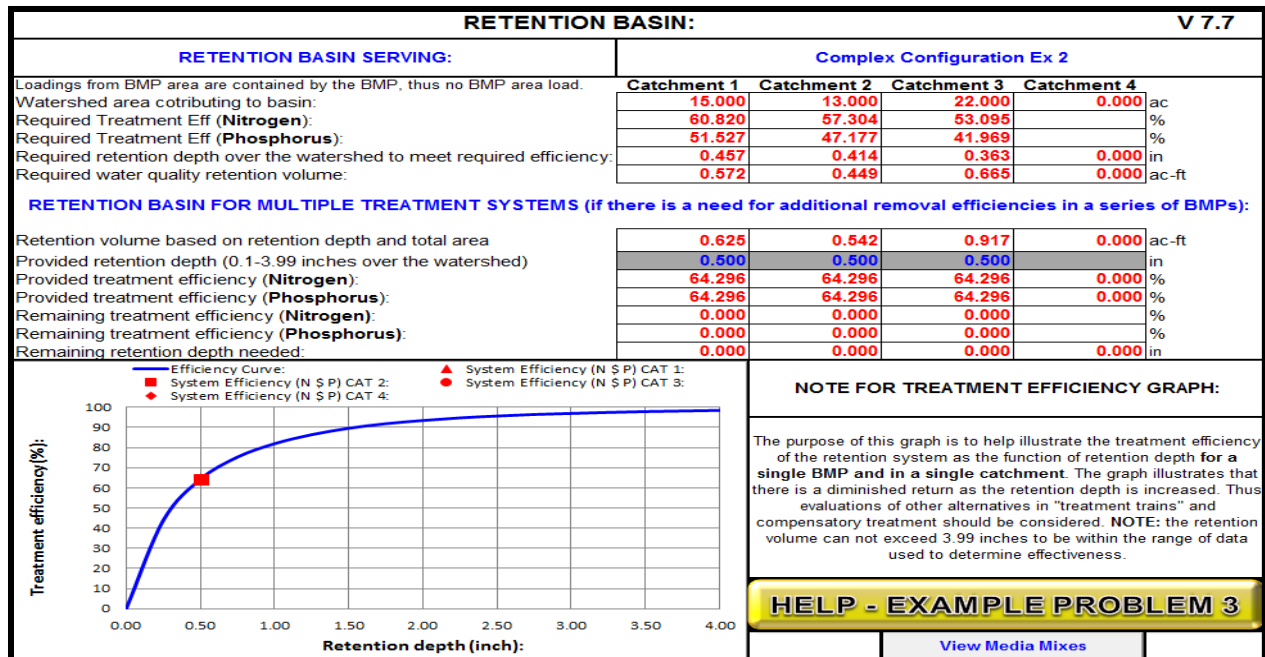 RETENTION BASIN: V 7.7
RETENTION BASIN SERVING: Complex Configuration Ex 2
Loadings from BMP area are contained by the BMP, thus no BMP area load. Catchment 1 Catchment 2 Catchment 3 Catchment 4
Watershed area cotributing to basin: 15.000 13.000 22.000 0.000 ac
Required Treatment Eff (Nitrogen): 60.820 57.304 53.095 %
Required Treatment Eff (Phosphorus): 51.527 47.177 41.969 %
Required retention depth over the watershed to meet required efficiency: 0.457 0.414 0.363 0.000 in
Required water quality retention volume: 0.572 0.449 0.665 0.000 ac-ft
RETENTION BASIN FOR MULTIPLE TREATMENT SYSTEMS (if there is a need for additional removal efficiencies in a series of BMPs):
Retention volume based on retention depth and total area 0.625 0.542 0.917 0.000 ac-ft
Provided retention depth (0.1-3.99 inches over the watershed) 0.500 0.500 0.500 in
Provided treatment efficiency (Nitrogen): 64.296 64.296 64.296 0.000 %
Provided treatment efficiency (Phosphorus): 64.296 64.296 64.296 0.000 %
Remaining treatment efficiency (Nitrogen): 0.000 0.000 0.000 %
Remaining treatment efficiency (Phosphorus): 0.000 0.000 0.000 %
Remaining retention depth needed: 0.000 0.000 0.000 0.000 in
Efficiency Curve: System Efficiency (N $ P) CAT 1:
System Efficiency (N $ P) CAT 2: System Efficiency (N $ P) CAT 3:
System Efficiency (N $ P) CAT 4:
Treatment efficiency(%):
100
90
80
70
60
50
40
30
20
10
0
0.00 0.50 1.00 1.50 2.00 2.50 3.00 3.50 4.00
Retention depth (inch):
NOTE FOR TREATMENT EFFICIENCY GRAPH:
The purpose of this graph is to help illustrate the treatment efficiency
of the retention system as the function of retention depth for a
single BMP and in a single catchment. The graph illustrates that
there is a diminished return as the retention depth is increased. Thus
evaluations of other alternatives in "treatment trains" and
compensatory treatment should be considered. NOTE: the retention
volume can not exceed 3.99 inches to be within the range of data
used to determine effectiveness.
HELP - EXAMPLE PROBLEM 3
View Media Mixes